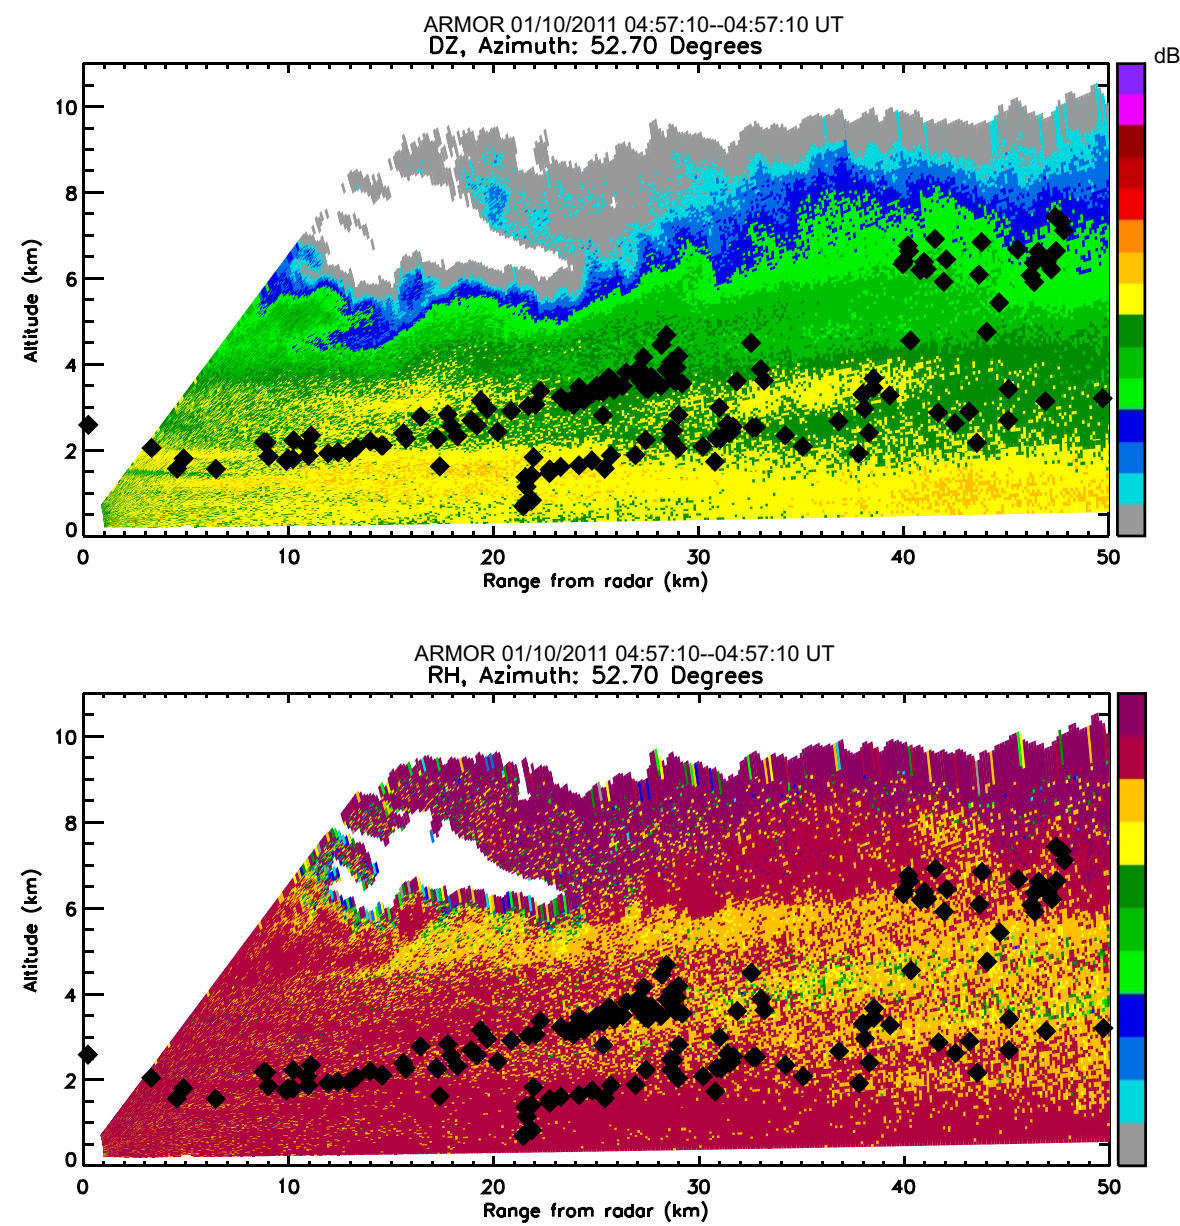 ARMOR 01/10/2011 04:57:10--04:57:10 UT
DZ, Azimuth: 52.70 Degrees
dB
10
8
6
4
2
0
Altitude (km)
0 10 20 30 40 50
Range from radar (km)
ARMOR 01/10/2011 04:57:10--04:57:10 UT
RH, Azimuth: 52.70 Degrees
10
8
6
4
2
0
Altitude (km)
0 10 20 30 40 50
Range from radar (km)